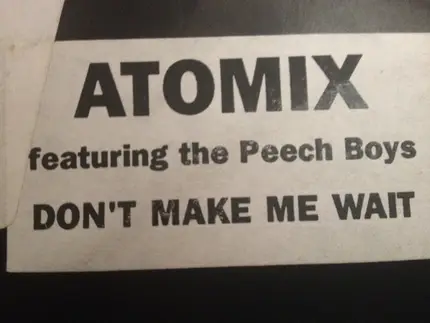 ATOMIX
featuring the Peech Boys
DON'T MAKE ME WAIT